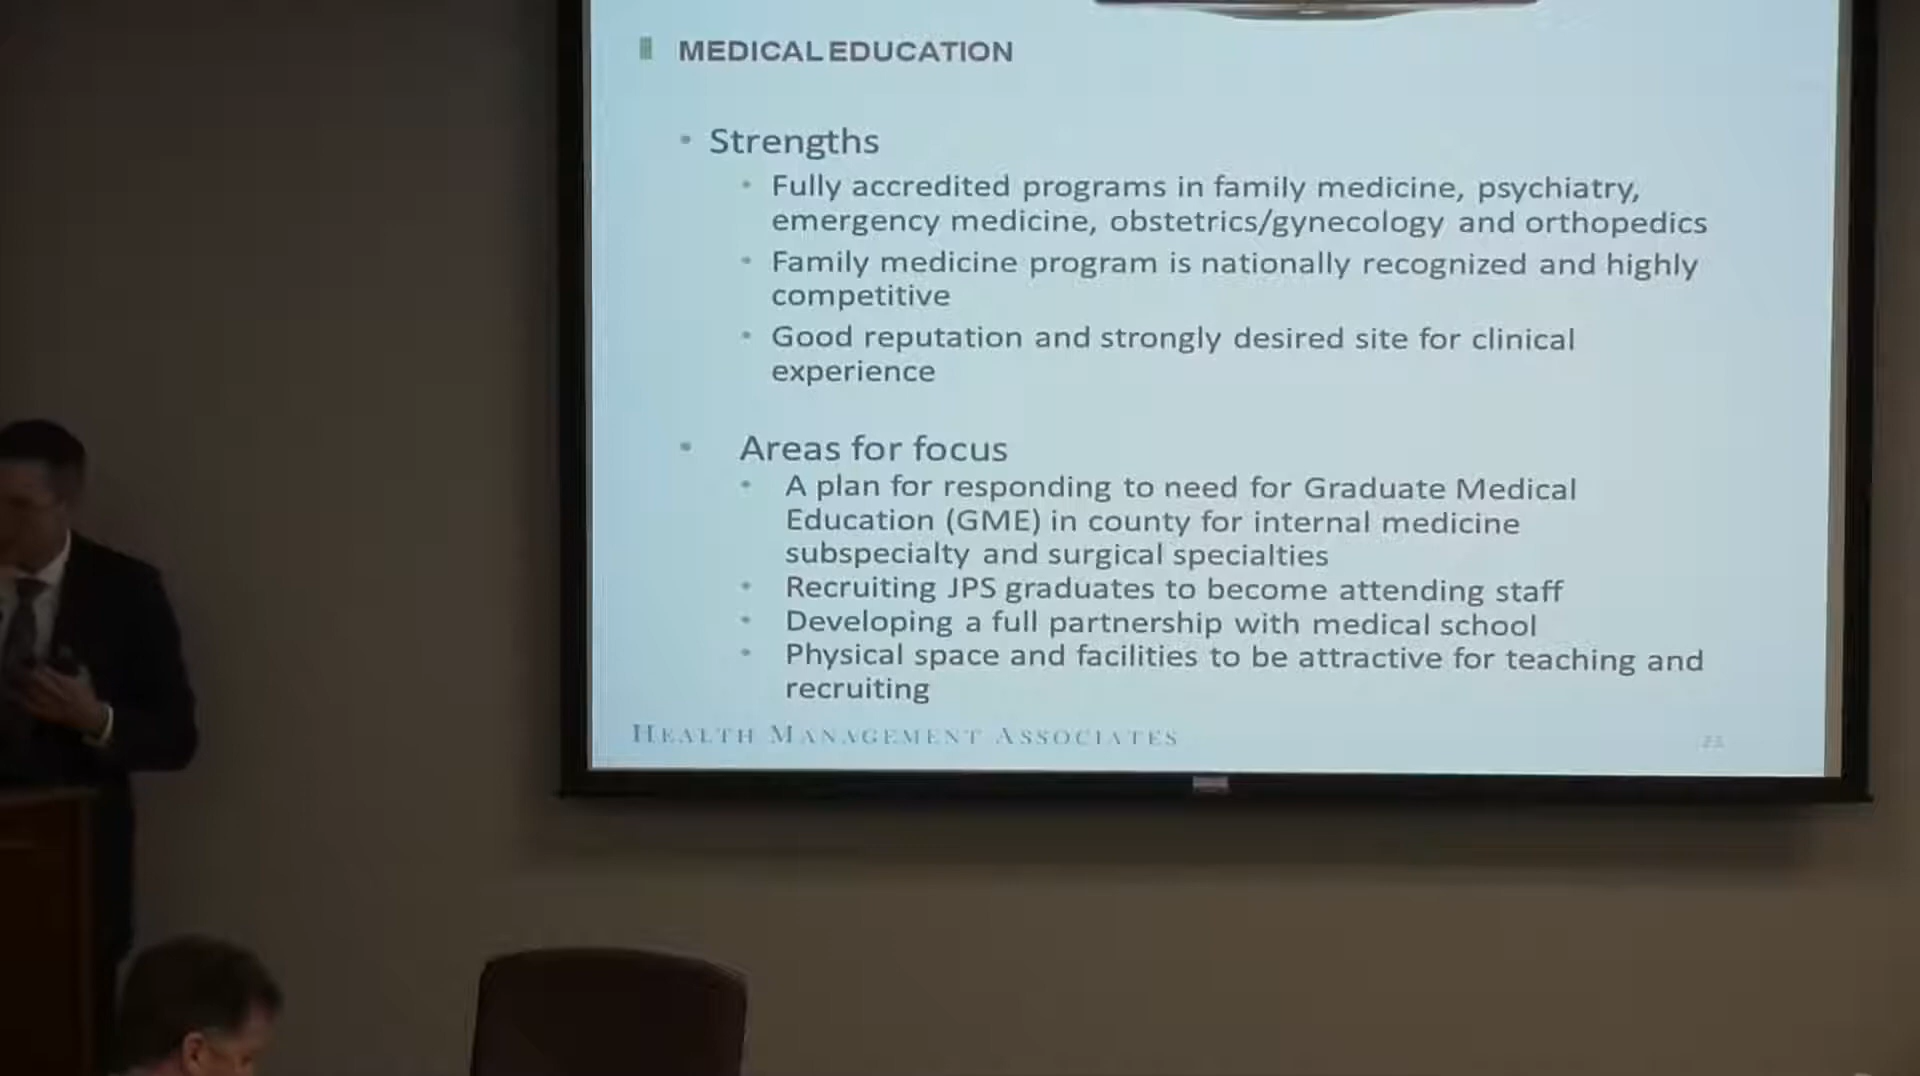 MEDICAL EDUCATION
• Strengths
• Fully accredited programs in family medicine, psychiatry,
emergency medicine, obstetrics/gynecology and orthopedics
• Family medicine program is nationally recognized and highly
competitive
• Good reputation and strongly desired site for clinical
experience
• Areas for focus
• A plan for responding to need for Graduate Medical
Education (GME) in county for internal medicine
subspecialty and surgical specialties
• Recruiting JPS graduates to become attending staff
• Developing a full partnership with medical school
• Physical space and facilities to be attractive for teaching and
recruiting
HEALTH MANAGEMENT ASSOCIATES